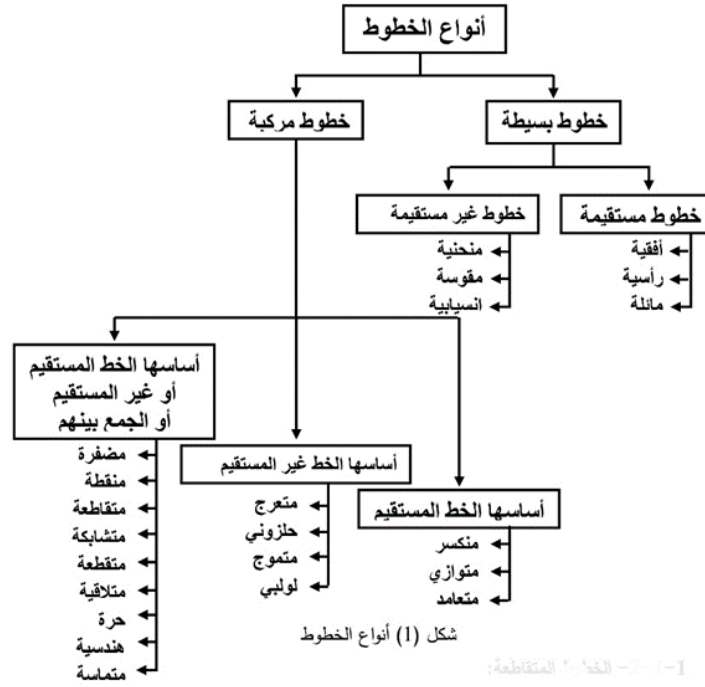 أنواع الخطوط
خطوط بسيطة
خطوط مركبة
خطوط مستقيمة
أفقية
رأسية
مائلة
خطوط غير مستقيمة
منحنية
مقوسة
انسيابية
أساسها الخط المستقيم
منكسر
متوازي
متعامد
أساسها الخط غير المستقيم
متعرج
حلزوني
متموج
لولبي
أساسها الخط المستقيم
أو غير المستقيم
أو الجمع بينهم
مضفرة
منقطة
متقاطعة
متشابكة
متقطعة
متلاقية
حرة
هندسية
متماسة
شكل (1) أنواع الخطوط
الخطوط المتقاطعة: